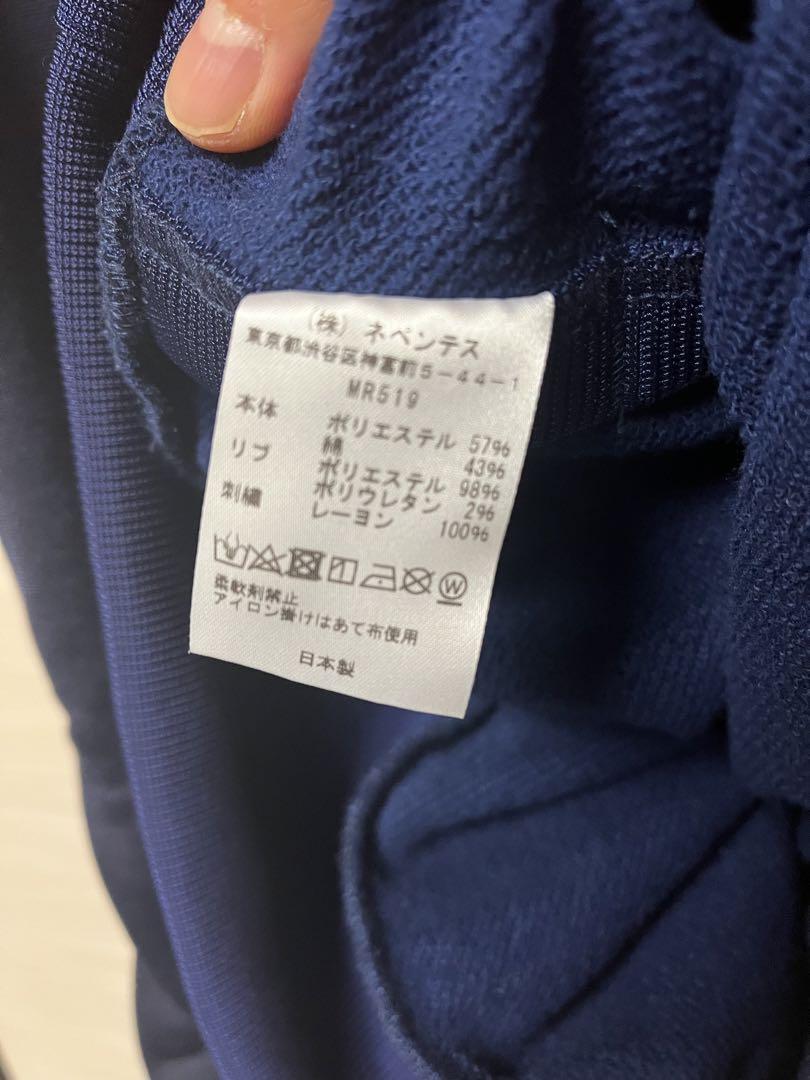 (株) ネペンテス
東京都渋谷区神宮前5-44-1
MR519
本体 ポリエステル 57%
綿 43%
リブ ポリエステル 98%
ポリウレタン 2%
刺繍 レーヨン 100%
W
柔軟剤禁止
アイロン掛けはあて布使用
日本製